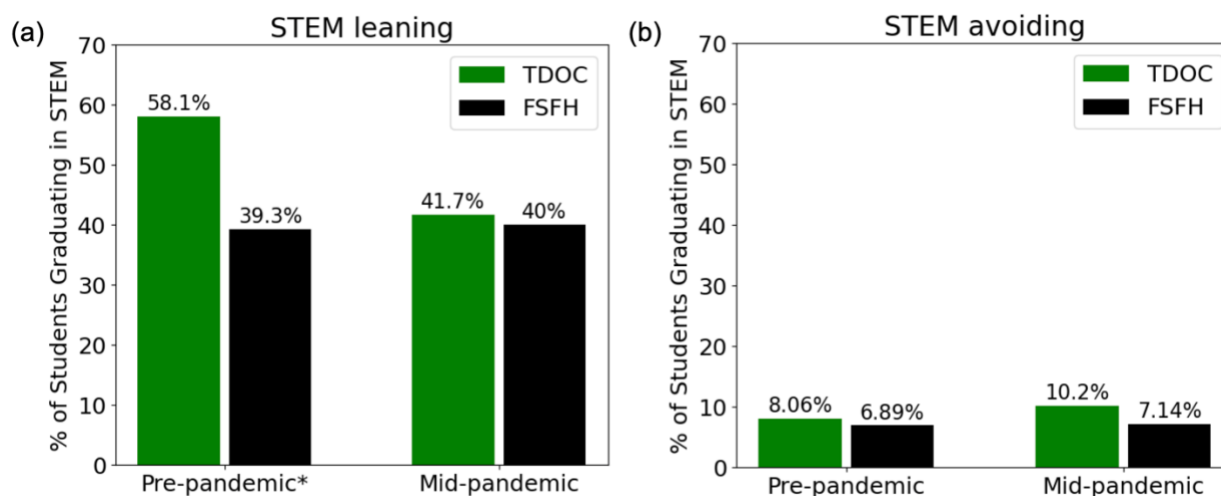 (a)
STEM leaning
% of Students Graduating in STEM
70
60
50
40
30
20
10
0
TDOC
FSFH
58.1%
39.3%
41.7%
40%
Pre-pandemic*
Mid-pandemic
(b)
STEM avoiding
% of Students Graduating in STEM
70
60
50
40
30
20
10
0
TDOC
FSFH
8.06%
6.89%
10.2%
7.14%
Pre-pandemic
Mid-pandemic